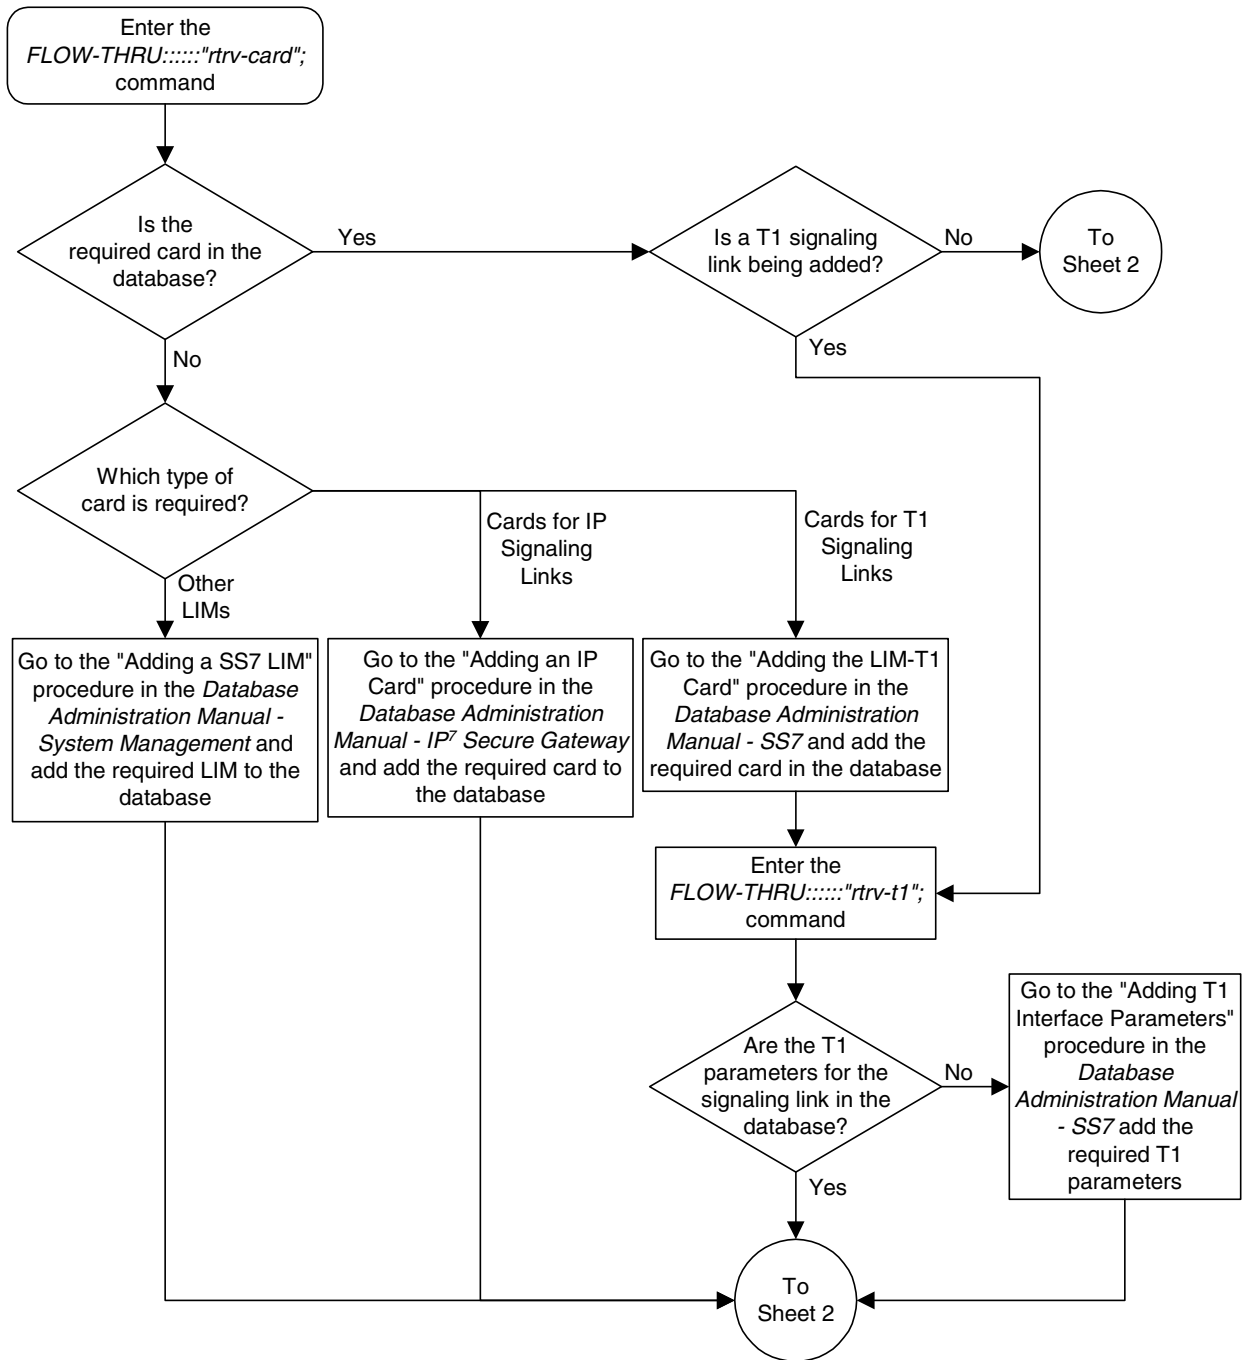 Enter the
FLOW-THRU::::::"rtrv-card";
command
Is the
required card in the
database?
Yes
Is a T1 signaling
link being added?
No
To
Sheet 2
Yes
No
Which type of
card is required?
Cards for IP
Signaling
Links
Cards for T1
Signaling
Links
Other
LIMs
Go to the "Adding a SS7 LIM"
procedure in the Database
Administration Manual -
System Management and
add the required LIM to the
database
Go to the "Adding an IP
Card" procedure in the
Database Administration
Manual - IP⁷ Secure Gateway
and add the required card to
the database
Go to the "Adding the LIM-T1
Card" procedure in the
Database Administration
Manual - SS7 and add the
required card in the database
Enter the
FLOW-THRU::::::"rtrv-t1";
command
Are the T1
parameters for the
signaling link in the
database?
No
Go to the "Adding T1
Interface Parameters"
procedure in the
Database
Administration Manual
- SS7 add the
required T1
parameters
Yes
To
Sheet 2